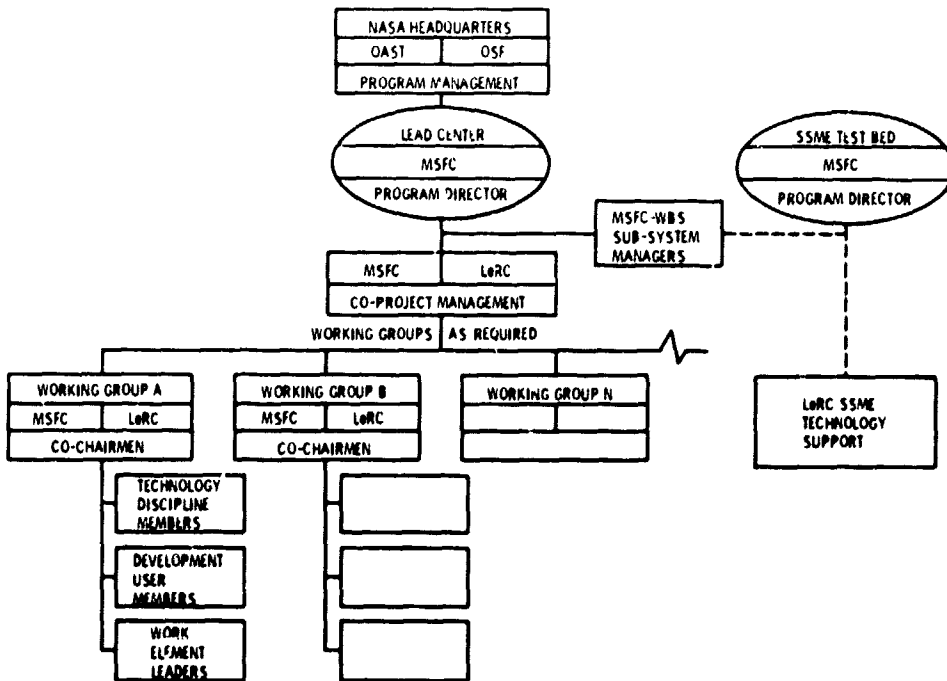 NASA HEADQUARTERS
OAST OSF
PROGRAM MANAGEMENT
LEAD CENTER
MSFC
PROGRAM DIRECTOR
SSME TEST BED
MSFC
PROGRAM DIRECTOR
MSFC-WBS
SUB-SYSTEM
MANAGERS
MSFC LeRC
CO-PROJECT MANAGEMENT
WORKING GROUPS AS REQUIRED
WORKING GROUP A
MSFC LeRC
CO-CHAIRMEN
WORKING GROUP B
MSFC LeRC
CO-CHAIRMEN
WORKING GROUP N
LeRC SSME
TECHNOLOGY
SUPPORT
TECHNOLOGY
DISCIPLINE
MEMBERS
DEVELOPMENT
USER
MEMBERS
WORK
ELEMENT
LEADERS